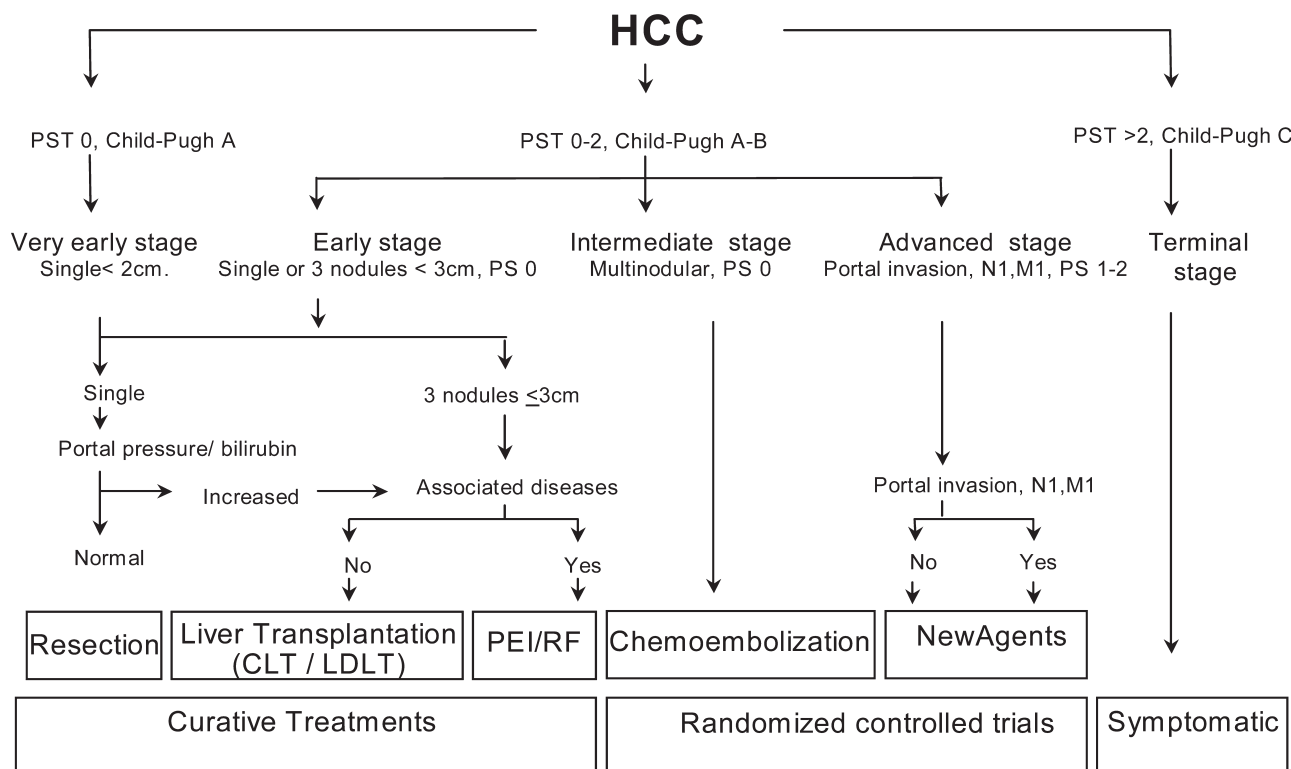 HCC
PST 0, Child-Pugh A
PST 0-2, Child-Pugh A-B
PST >2, Child-Pugh C
Very early stage
Single< 2cm.
Early stage
Single or 3 nodules < 3cm, PS 0
Intermediate stage
Multinodular, PS 0
Advanced stage
Portal invasion, N1,M1, PS 1-2
Terminal
stage
Single
3 nodules ≤3cm
Portal pressure/ bilirubin
Increased
Associated diseases
Portal invasion, N1,M1
Normal
No
Yes
No
Yes
Resection
Liver Transplantation
(CLT / LDLT)
PEI/RF
Chemoembolization
NewAgents
Curative Treatments
Randomized controlled trials
Symptomatic